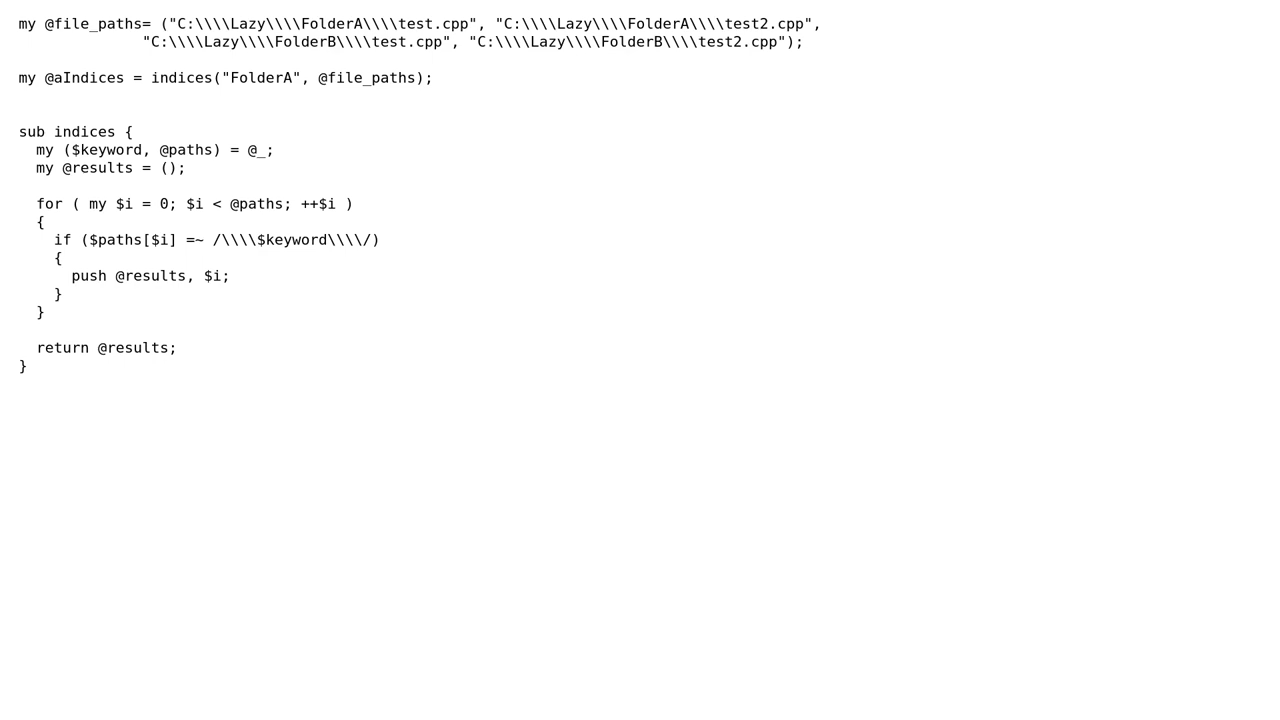 my @file_paths= ("C:\\\\Lazy\\\\FolderA\\\\test.cpp", "C:\\\\Lazy\\\\FolderA\\\\test2.cpp",
              "C:\\\\Lazy\\\\FolderB\\\\test.cpp", "C:\\\\Lazy\\\\FolderB\\\\test2.cpp");

my @aIndices = indices("FolderA", @file_paths);


sub indices {
  my ($keyword, @paths) = @_;
  my @results = ();

  for ( my $i = 0; $i < @paths; ++$i )
  {
    if ($paths[$i] =~ /\\\\$keyword\\\\/)
    {
      push @results, $i;
    }
  }

  return @results;
}